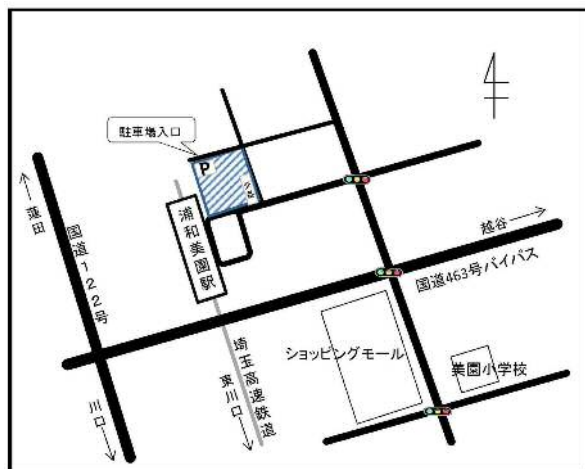 駐車場入口
P
浦和美園駅
蓮田
国道122号
川口
越谷
国道463号バイパス
ショッピングモール
美園小学校
埼玉高速鉄道
東川口